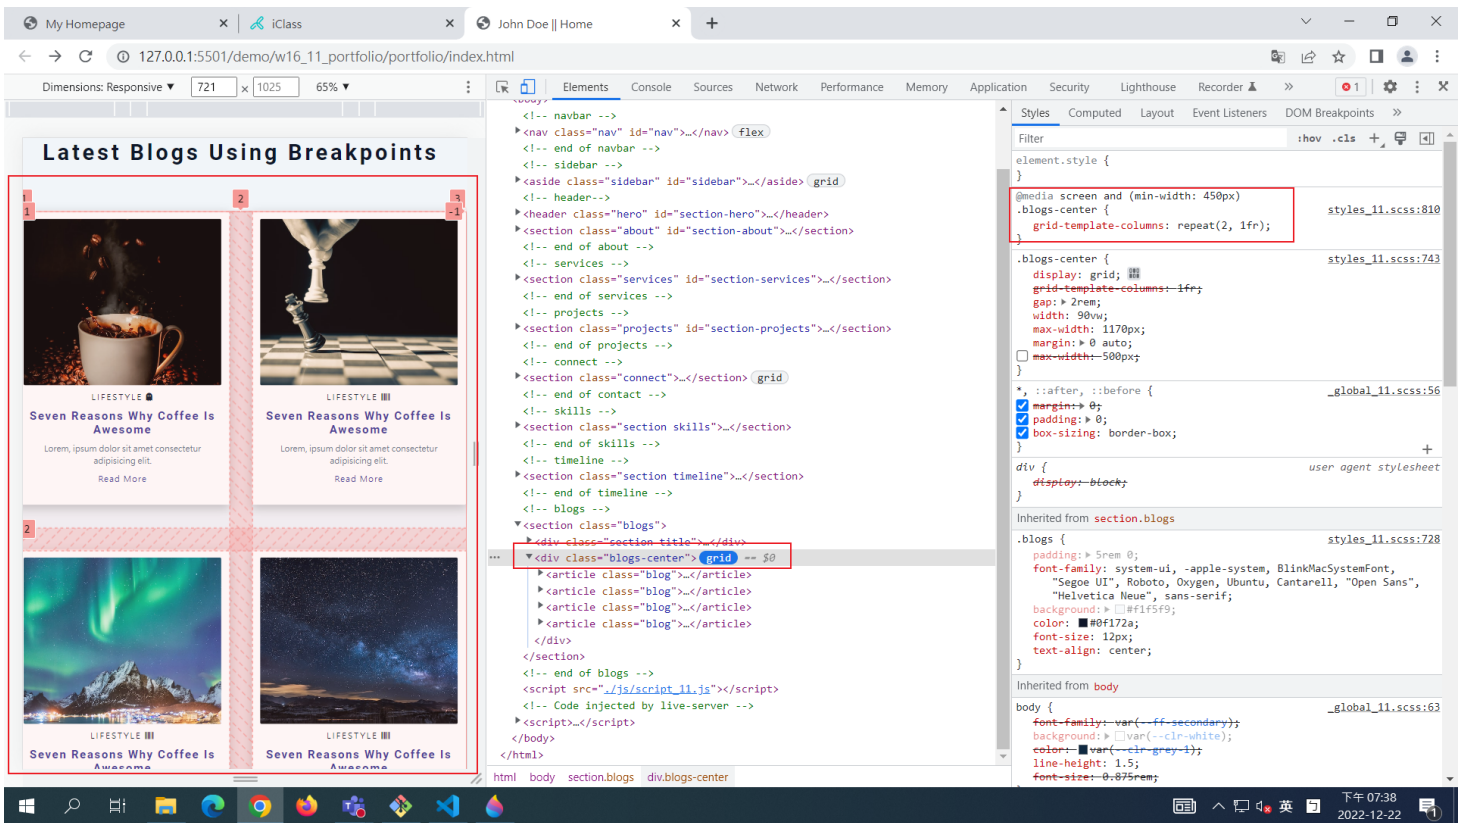 My Homepage
iClass
John Doe || Home
127.0.0.1:5501/demo/w16_11_portfolio/portfolio/index.html
Dimensions: Responsive ▼ 721 × 1025 65% ▼
Latest Blogs Using Breakpoints
1 2 3
1 -1
LIFESTYLE
Seven Reasons Why Coffee Is
Awesome
Lorem, ipsum dolor sit amet consectetur
adipisicing elit.
Read More
LIFESTYLE
Seven Reasons Why Coffee Is
Awesome
Lorem, ipsum dolor sit amet consectetur
adipisicing elit.
Read More
2
LIFESTYLE
Seven Reasons Why Coffee Is
Awesome
LIFESTYLE
Seven Reasons Why Coffee Is
Awesome
Elements Console Sources Network Performance Memory Application Security Lighthouse Recorder » 1
<body>
<!-- navbar -->
<nav class="nav" id="nav">…</nav> flex
<!-- end of navbar -->
<!-- sidebar -->
<aside class="sidebar" id="sidebar">…</aside> grid
<!-- header-->
<header class="hero" id="section-hero">…</header>
<section class="about" id="section-about">…</section>
<!-- end of about -->
<!-- services -->
<section class="services" id="section-services">…</section>
<!-- end of services -->
<!-- projects -->
<section class="projects" id="section-projects">…</section>
<!-- end of projects -->
<!-- connect -->
<section class="connect">…</section> grid
<!-- end of contact -->
<!-- skills -->
<section class="section skills">…</section>
<!-- end of skills -->
<!-- timeline -->
<section class="section timeline">…</section>
<!-- end of timeline -->
<!-- blogs -->
<section class="blogs">
<div class="section-title">…</div>
<div class="blogs-center"> grid == $0
<article class="blog">…</article>
<article class="blog">…</article>
<article class="blog">…</article>
<article class="blog">…</article>
</div>
</section>
<!-- end of blogs -->
<script src="./js/script_11.js"></script>
<!-- Code injected by live-server -->
<script>…</script>
</body>
</html>
html body section.blogs div.blogs-center
Styles Computed Layout Event Listeners DOM Breakpoints »
Filter :hov .cls +
element.style {
}
@media screen and (min-width: 450px)
.blogs-center { styles_11.scss:810
grid-template-columns: repeat(2, 1fr);
}
.blogs-center { styles_11.scss:743
display: grid;
grid-template-columns: 1fr;
gap: 2rem;
width: 90vw;
max-width: 1170px;
margin: 0 auto;
max-width: 500px;
}
*, ::after, ::before { _global_11.scss:56
margin: 0;
padding: 0;
box-sizing: border-box;
}
div { user agent stylesheet
display: block;
}
Inherited from section.blogs
.blogs { styles_11.scss:728
padding: 5rem 0;
font-family: system-ui, -apple-system, BlinkMacSystemFont,
"Segoe UI", Roboto, Oxygen, Ubuntu, Cantarell, "Open Sans",
"Helvetica Neue", sans-serif;
background: #f1f5f9;
color: #0f172a;
font-size: 12px;
text-align: center;
}
Inherited from body
body { _global_11.scss:63
font-family: var(--ff-secondary);
background: var(--clr-white);
color: var(--clr-grey-1);
line-height: 1.5;
font-size: 0.875rem;
英
下午 07:38
2022-12-22
1